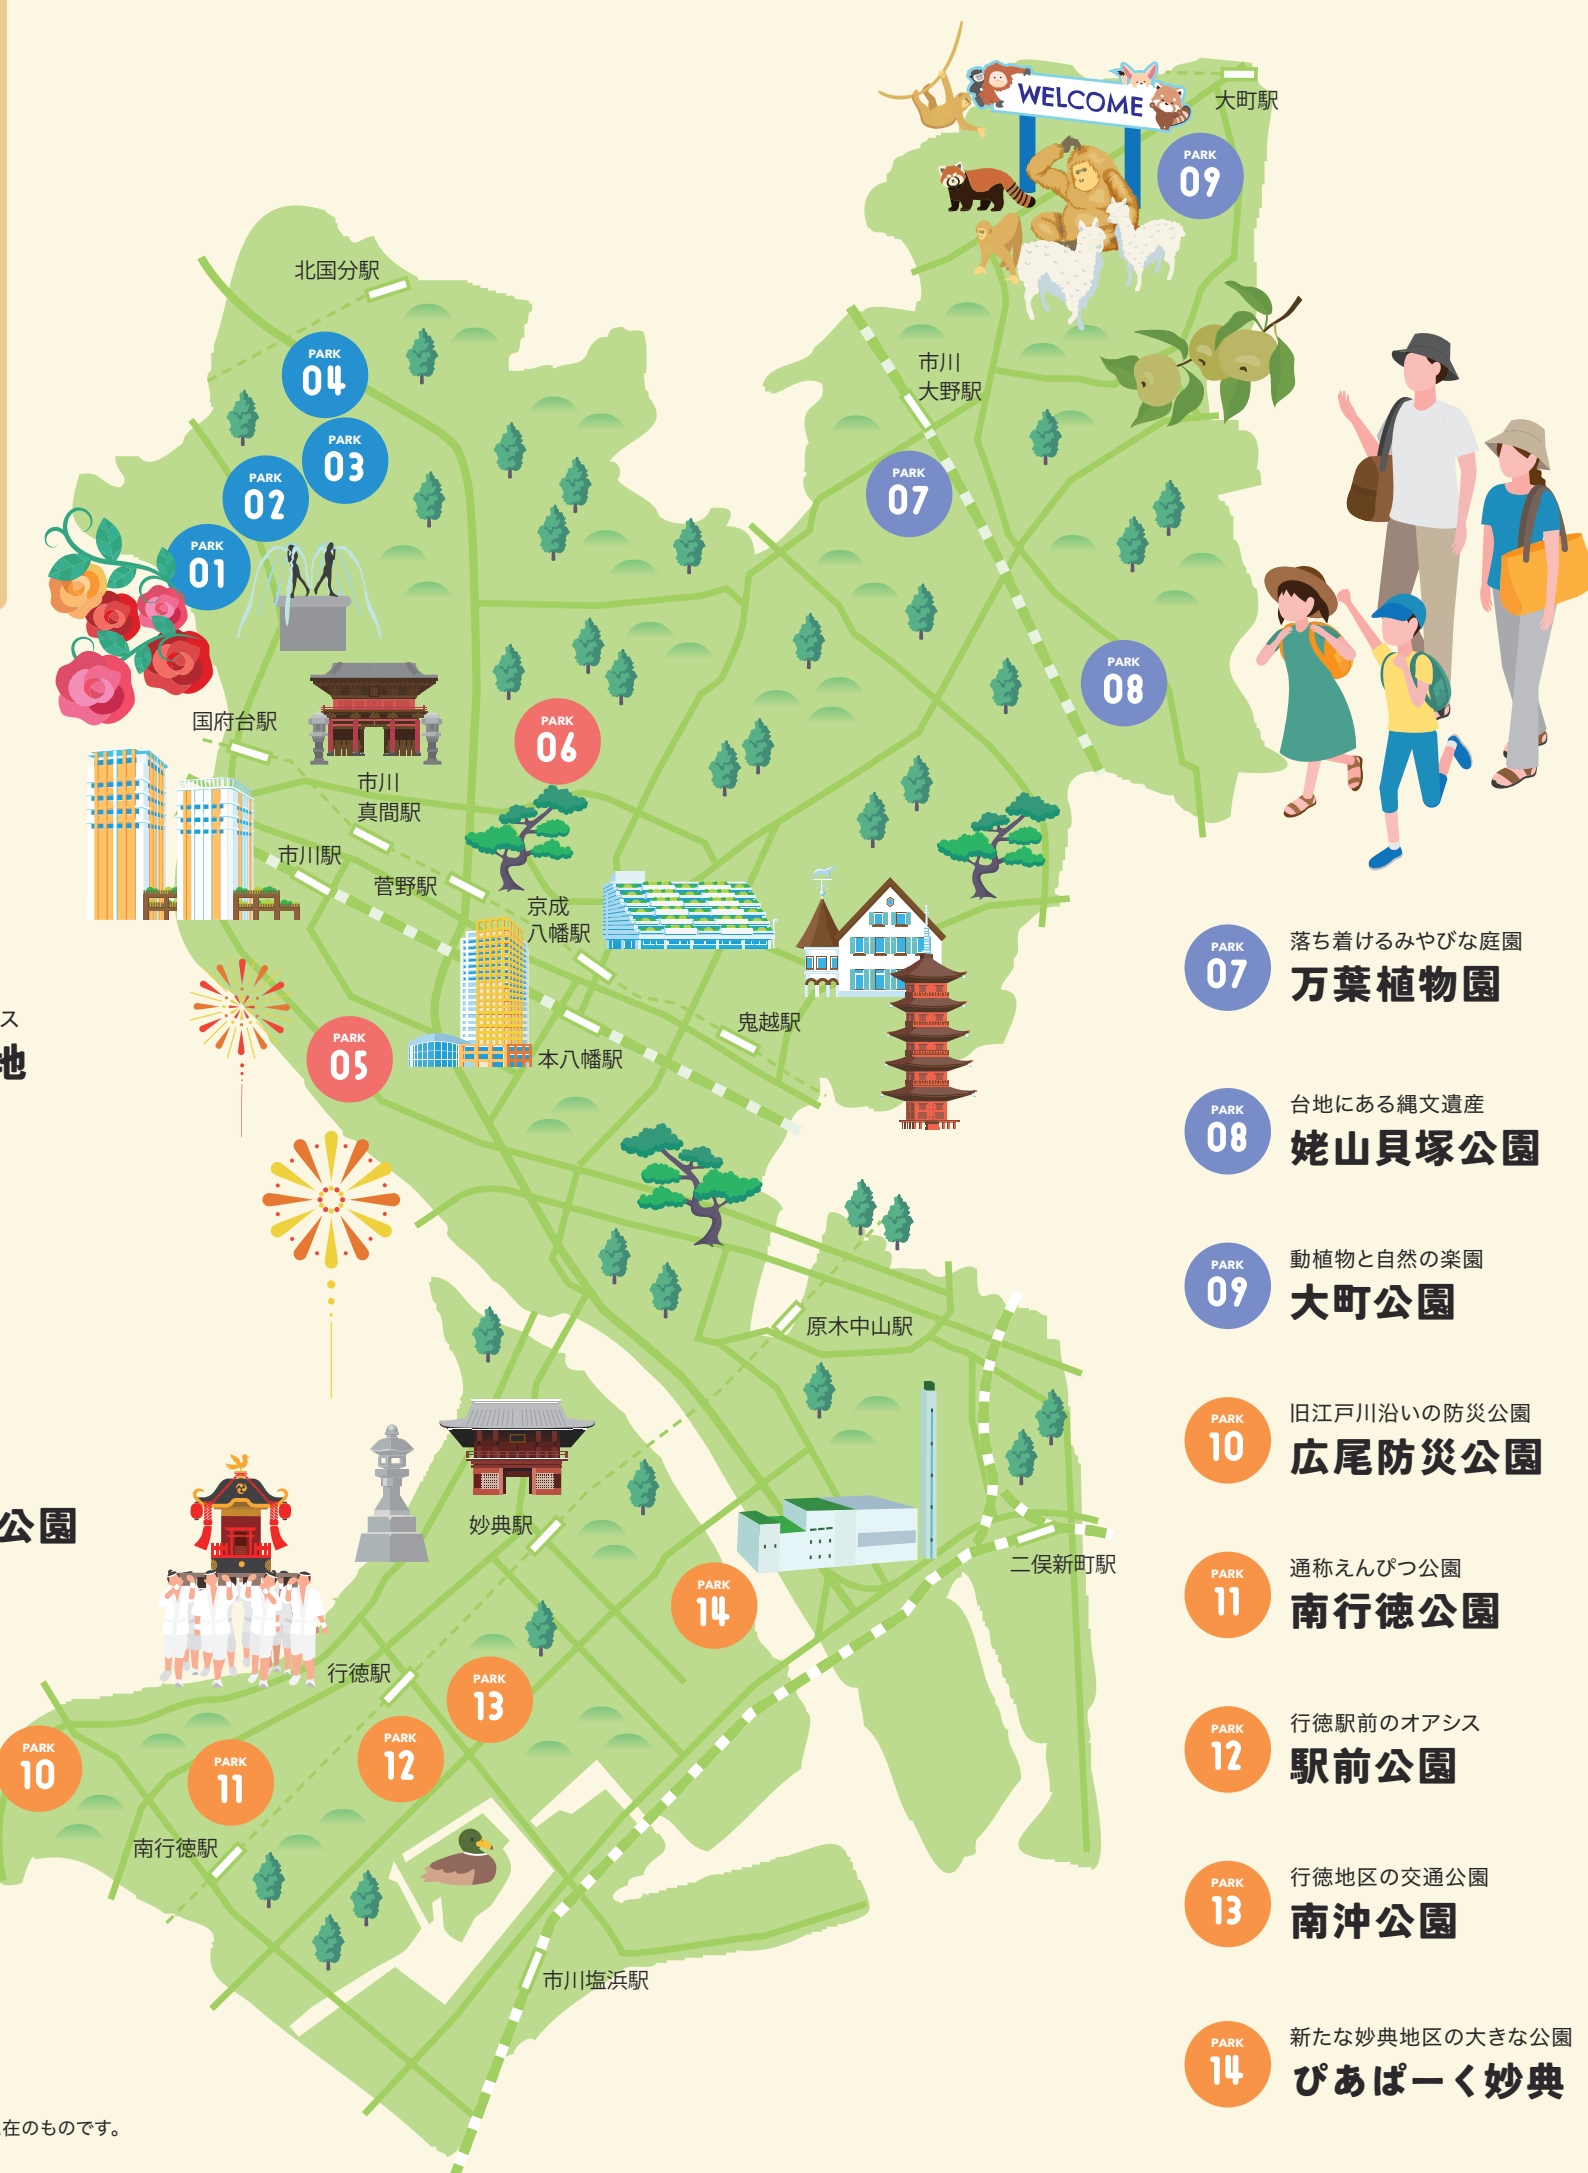 WELCOME
大町駅
PARK
09
北国分駅
PARK
04
市川
大野駅
PARK
03
PARK
02
PARK
07
PARK
01
PARK
08
国府台駅
PARK
06
市川
真間駅
市川駅
菅野駅
京成
八幡駅
鬼越駅
本八幡駅
PARK
05
原木中山駅
妙典駅
二俣新町駅
PARK
14
行徳駅
PARK
13
PARK
12
PARK
11
PARK
10
南行徳駅
市川塩浜駅
ス
地
公園
在のものです。
PARK
07
落ち着けるみやびな庭園
万葉植物園
PARK
08
台地にある縄文遺産
姥山貝塚公園
PARK
09
動植物と自然の楽園
大町公園
PARK
10
旧江戸川沿いの防災公園
広尾防災公園
PARK
11
通称えんぴつ公園
南行徳公園
PARK
12
行徳駅前のオアシス
駅前公園
PARK
13
行徳地区の交通公園
南沖公園
PARK
14
新たな妙典地区の大きな公園
ぴあぱーく妙典